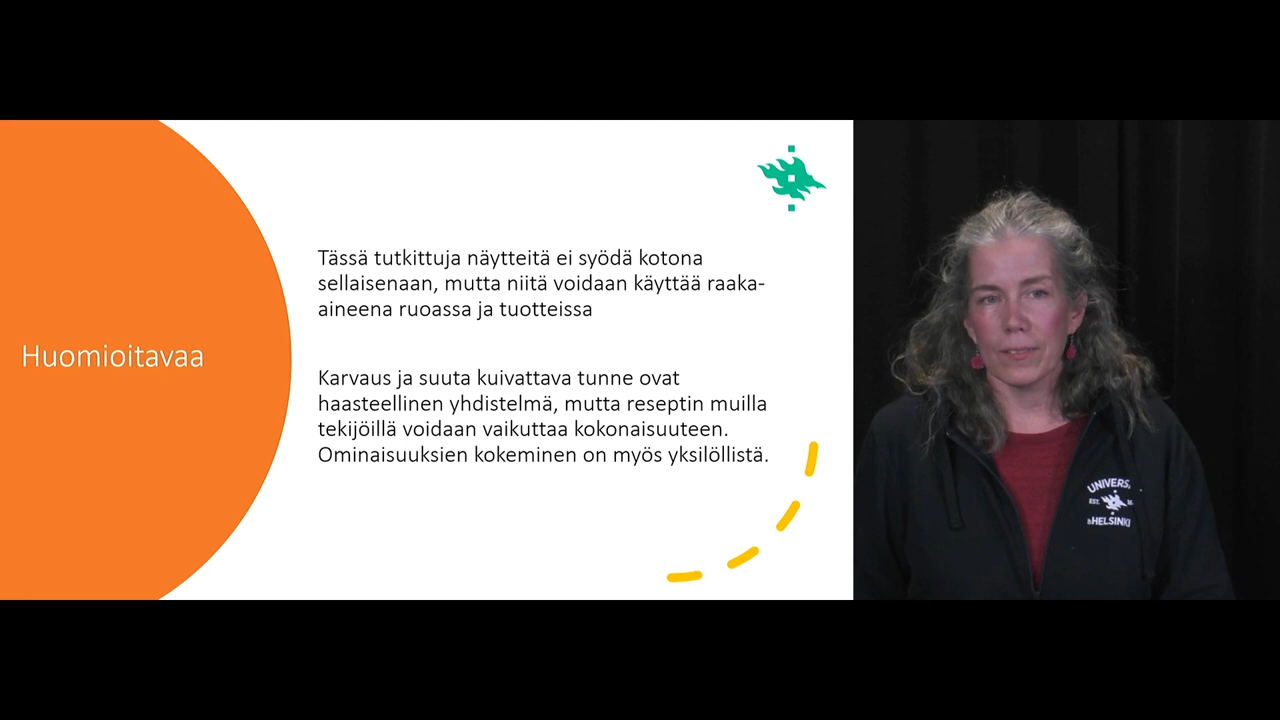 Huomioitavaa
Tässä tutkittuja näytteitä ei syödä kotona
sellaisenaan, mutta niitä voidaan käyttää raaka-
aineena ruoassa ja tuotteissa
Karvaus ja suuta kuivattava tunne ovat
haasteellinen yhdistelmä, mutta reseptin muilla
tekijöillä voidaan vaikuttaa kokonaisuuteen.
Ominaisuuksien kokeminen on myös yksilöllistä.
EST.
HELSINKI